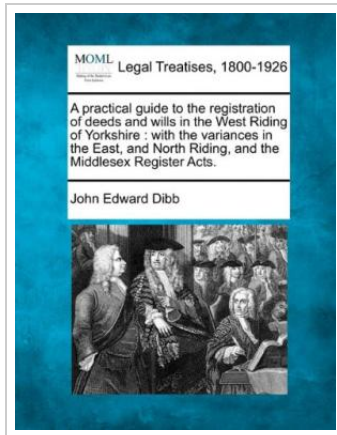 MOML
Legal Treatises, 1800-1926
A practical guide to the registration
of deeds and wills in the West Riding
of Yorkshire : with the variances in
the East, and North Riding, and the
Middlesex Register Acts.
John Edward Dibb